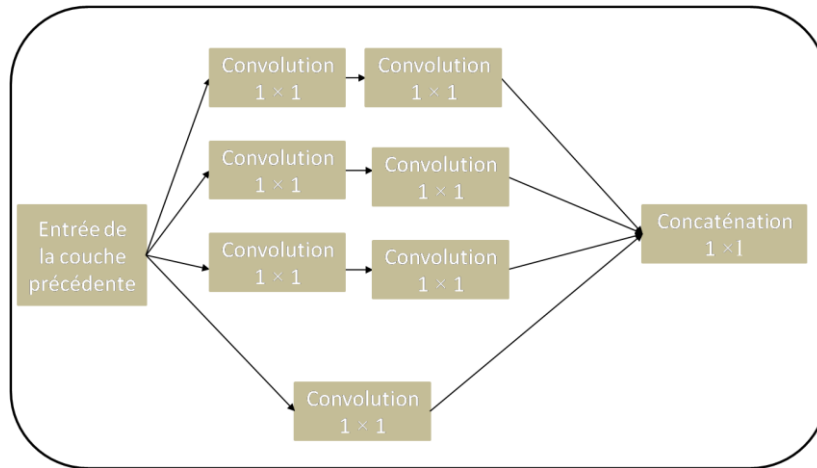 Convolution
1 × 1
Convolution
1 × 1
Convolution
1 × 1
Convolution
1 × 1
Entrée de
la couche
précédente
Convolution
1 × 1
Convolution
1 × 1
Concaténation
1 ×l
Convolution
1 × 1